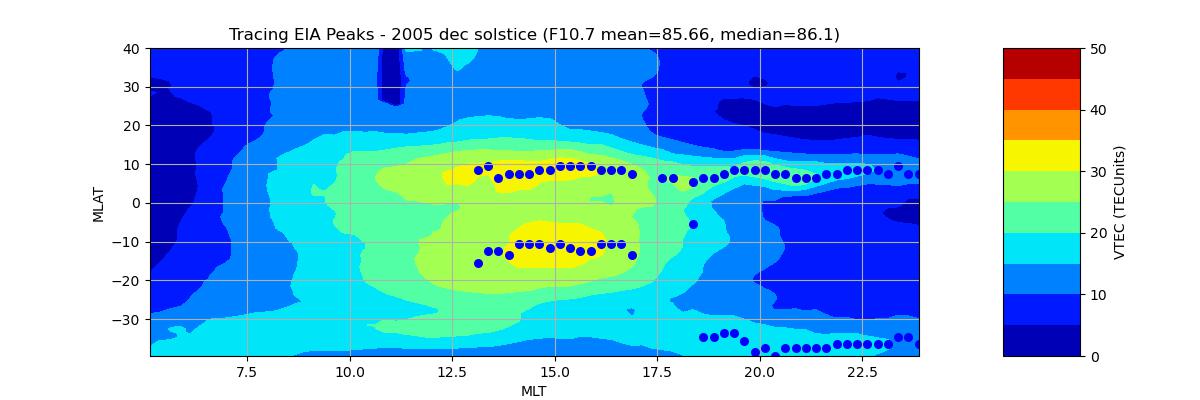 Tracing EIA Peaks - 2005 dec solstice (F10.7 mean=85.66, median=86.1)
40
30
20
10
0
−10
−20
−30
MLAT
7.5 10.0 12.5 15.0 17.5 20.0 22.5
MLT
50
40
30
20
10
0
VTEC (TECUnits)